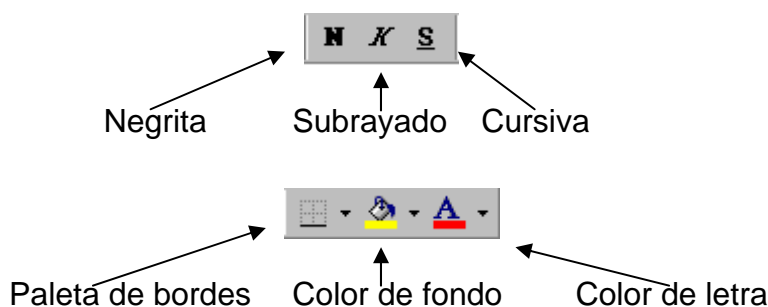 N K S
Negrita Subrayado Cursiva
A
Paleta de bordes Color de fondo Color de letra